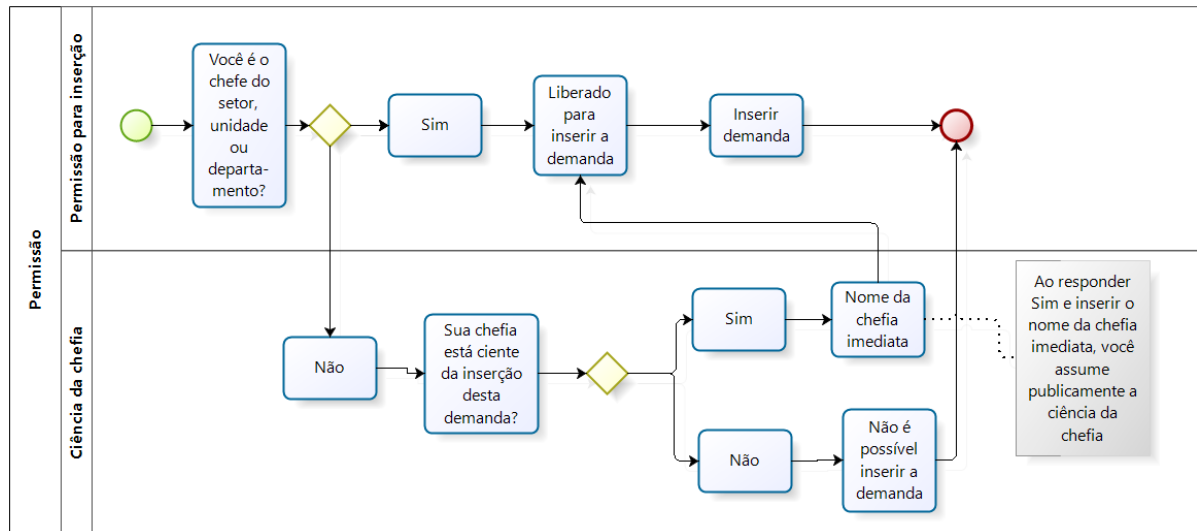 Permissão
Permissão para inserção
Você é o
chefe do
setor,
unidade
ou
departa-
mento?
Sim
Liberado
para
inserir a
demanda
Inserir
demanda
Ciência da chefia
Não
Sua chefia
está ciente
da inserção
desta
demanda?
Sim
Nome da
chefia
imediata
Não
Não é
possível
inserir a
demanda
Ao responder
Sim e inserir o
nome da chefia
imediata, você
assume
publicamente a
ciência da
chefia